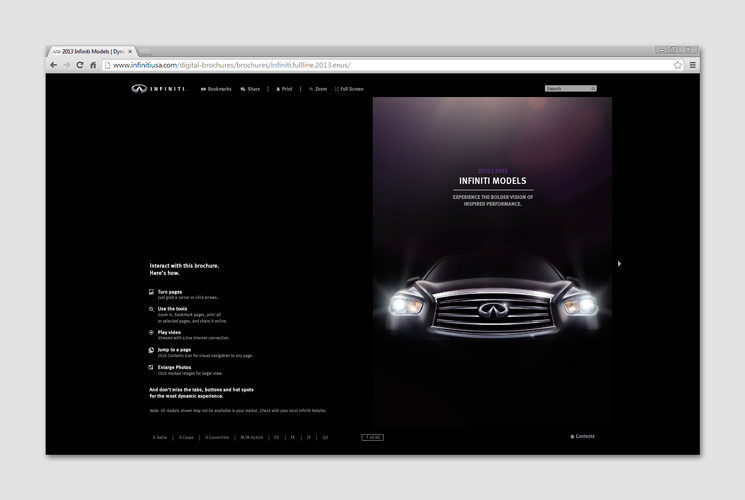 2013 Infiniti Models | Dyna
www.infinitiusa.com/digital-brochures/brochures/infiniti.fullline.2013.enus/
INFINITI.
Bookmarks
Share
Print
Zoom
Full Screen
Search
2012 | 2013
INFINITI MODELS
EXPERIENCE THE BOLDER VISION OF
INSPIRED PERFORMANCE.
Interact with this brochure.
Here's how.
Turn pages
Just grab a corner or click arrows.
Use the tools
Zoom in, bookmark pages, print all
or selected pages, and share it online.
Play video
Streams with a live internet connection.
Jump to a page
Click Contents icon for visual navigation to any page.
Enlarge Photos
Click marked images for larger view.
And don't miss the tabs, buttons and hot spots
for the most dynamic experience.
Note: All models shown may not be available in your market. Check with your local Infiniti Retailer.
G Sedan | G Coupe | G Convertible | M/M Hybrid | EX | FX | JX | QX
1 of 43
Contents